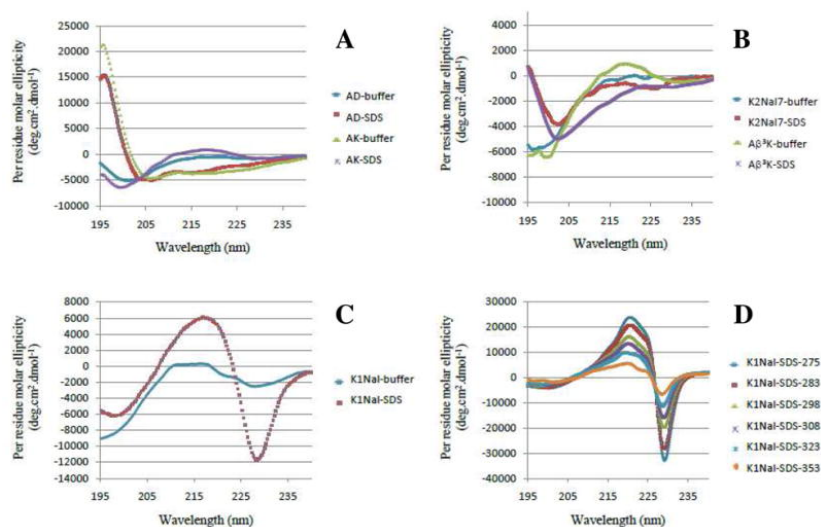 A
Per residue molar ellipticity
(deg.cm².dmol⁻¹)
25000
20000
15000
10000
5000
0
-5000
-10000
195
205
215
225
235
Wavelength (nm)
AD-buffer
AD-SDS
AK-buffer
AK-SDS
B
Per residue molar ellipticity
(deg.cm².dmol⁻¹)
6000
4000
2000
0
-2000
-4000
-6000
-8000
-10000
195
205
215
225
235
Wavelength (nm)
K2Nal7-buffer
K2Nal7-SDS
Aβ³K-buffer
Aβ³K-SDS
C
Per residue molar ellipticity
(deg.cm².dmol⁻¹)
8000
6000
4000
2000
0
-2000
-4000
-6000
-8000
-10000
-12000
-14000
195
205
215
225
235
Wavelength (nm)
K1Nal-buffer
K1Nal-SDS
D
Per residue molar ellipticity
(deg.cm².dmol⁻¹)
30000
20000
10000
0
-10000
-20000
-30000
-40000
195
205
215
225
235
Wavelength (nm)
K1Nal-SDS-275
K1Nal-SDS-283
K1Nal-SDS-298
K1Nal-SDS-308
K1Nal-SDS-323
K1Nal-SDS-353